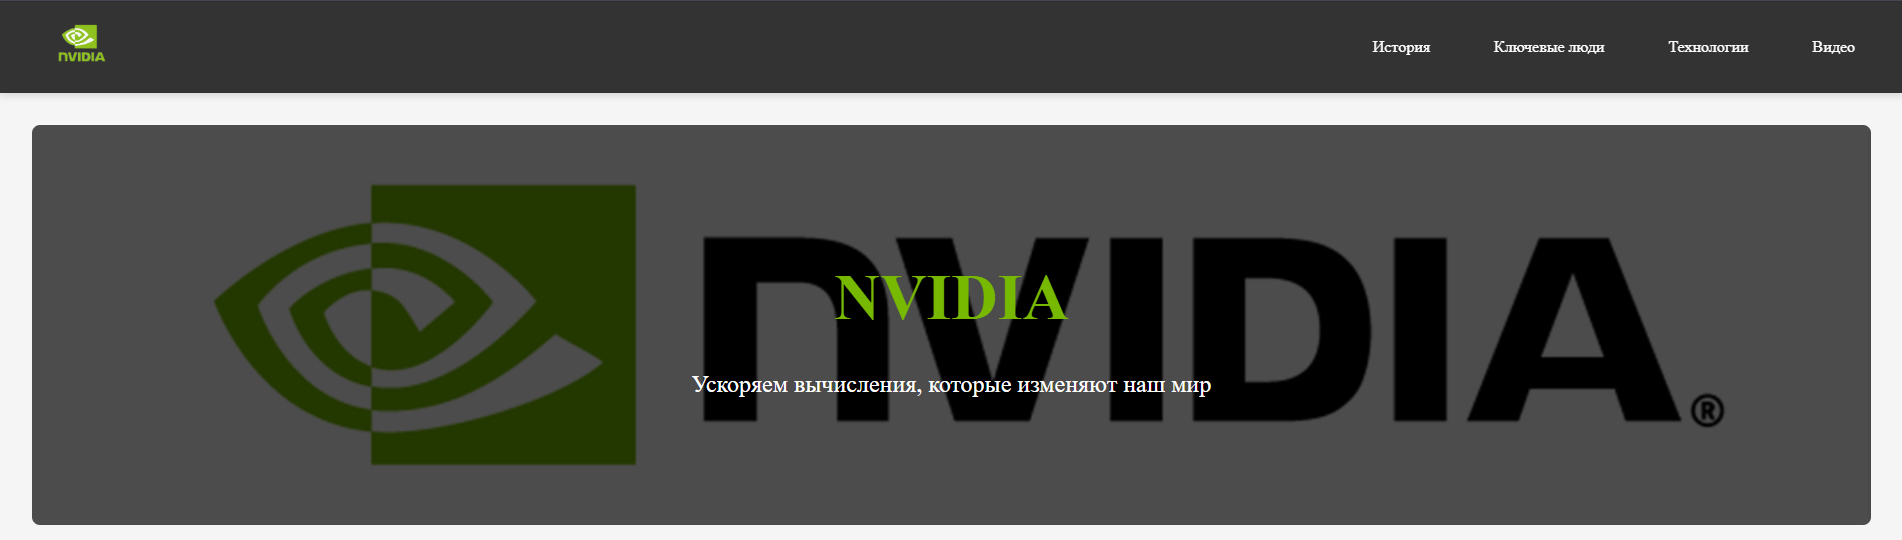 NVIDIA
История Ключевые люди Технологии Видео
NVIDIA®
NVIDIA
Ускоряем вычисления, которые изменяют наш мир